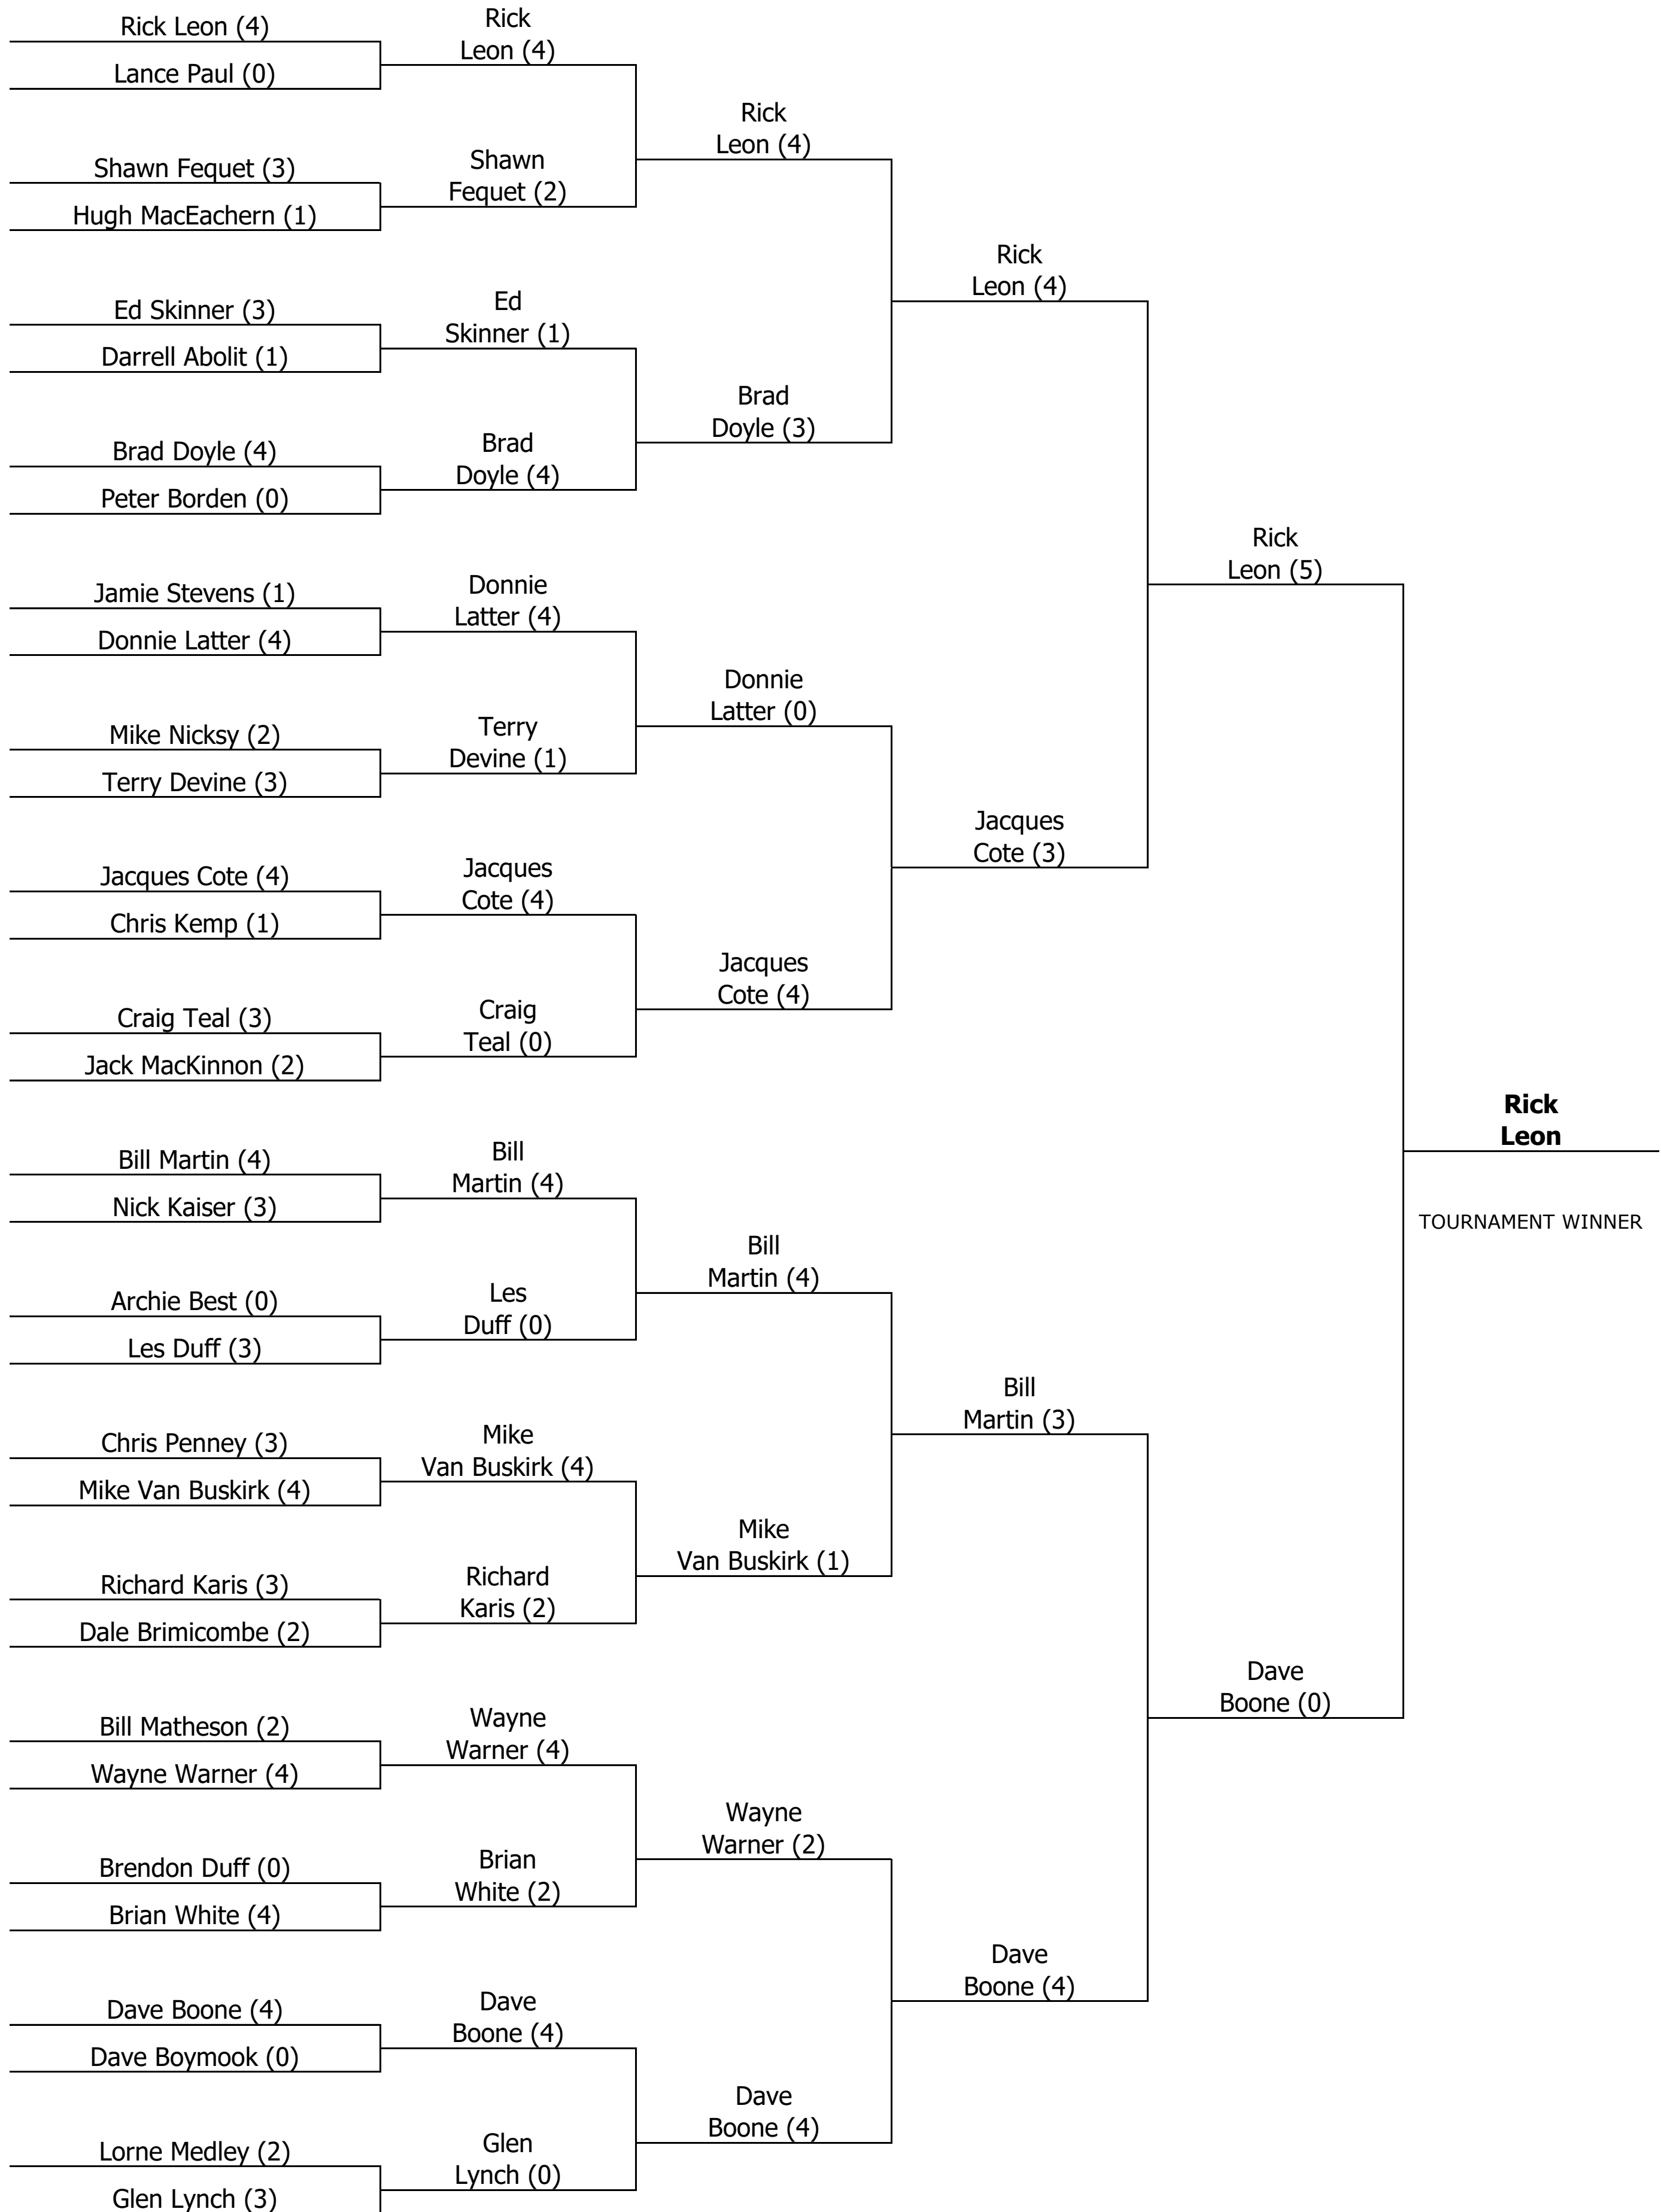 Rick Leon (4)
Lance Paul (0)
Shawn Fequet (3)
Hugh MacEachern (1)
Ed Skinner (3)
Darrell Abolit (1)
Brad Doyle (4)
Peter Borden (0)
Jamie Stevens (1)
Donnie Latter (4)
Mike Nicksy (2)
Terry Devine (3)
Jacques Cote (4)
Chris Kemp (1)
Craig Teal (3)
Jack MacKinnon (2)
Bill Martin (4)
Nick Kaiser (3)
Archie Best (0)
Les Duff (3)
Chris Penney (3)
Mike Van Buskirk (4)
Richard Karis (3)
Dale Brimicombe (2)
Bill Matheson (2)
Wayne Warner (4)
Brendon Duff (0)
Brian White (4)
Dave Boone (4)
Dave Boymook (0)
Lorne Medley (2)
Glen Lynch (3)
Rick
Leon (4)
Shawn
Fequet (2)
Ed
Skinner (1)
Brad
Doyle (4)
Donnie
Latter (4)
Terry
Devine (1)
Jacques
Cote (4)
Craig
Teal (0)
Bill
Martin (4)
Les
Duff (0)
Mike
Van Buskirk (4)
Richard
Karis (2)
Wayne
Warner (4)
Brian
White (2)
Dave
Boone (4)
Glen
Lynch (0)
Rick
Leon (4)
Brad
Doyle (3)
Donnie
Latter (0)
Jacques
Cote (4)
Bill
Martin (4)
Mike
Van Buskirk (1)
Wayne
Warner (2)
Dave
Boone (4)
Rick
Leon (4)
Jacques
Cote (3)
Bill
Martin (3)
Dave
Boone (4)
Rick
Leon (5)
Dave
Boone (0)
Rick
Leon
TOURNAMENT WINNER